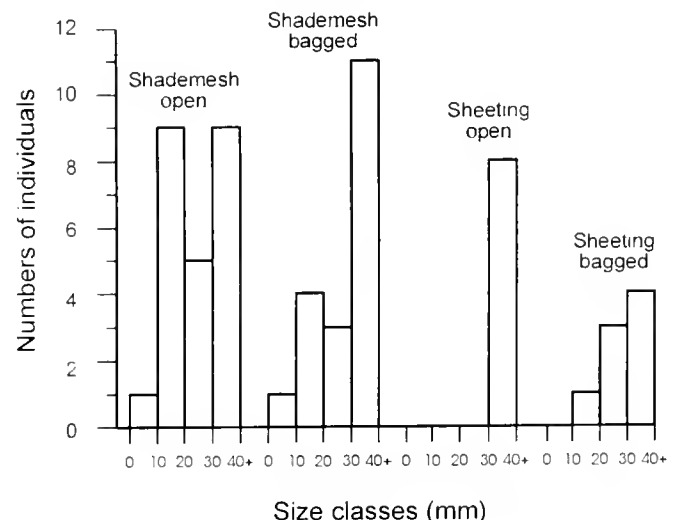 Shademesh
bagged
Shademesh
open
Sheeting
open
Sheeting
bagged
Numbers of individuals
12
10
8
6
4
2
0
0 10 20 30 40+ 0 10 20 30 40+ 0 10 20 30 40+ 0 10 20 30 40+
Size classes (mm)